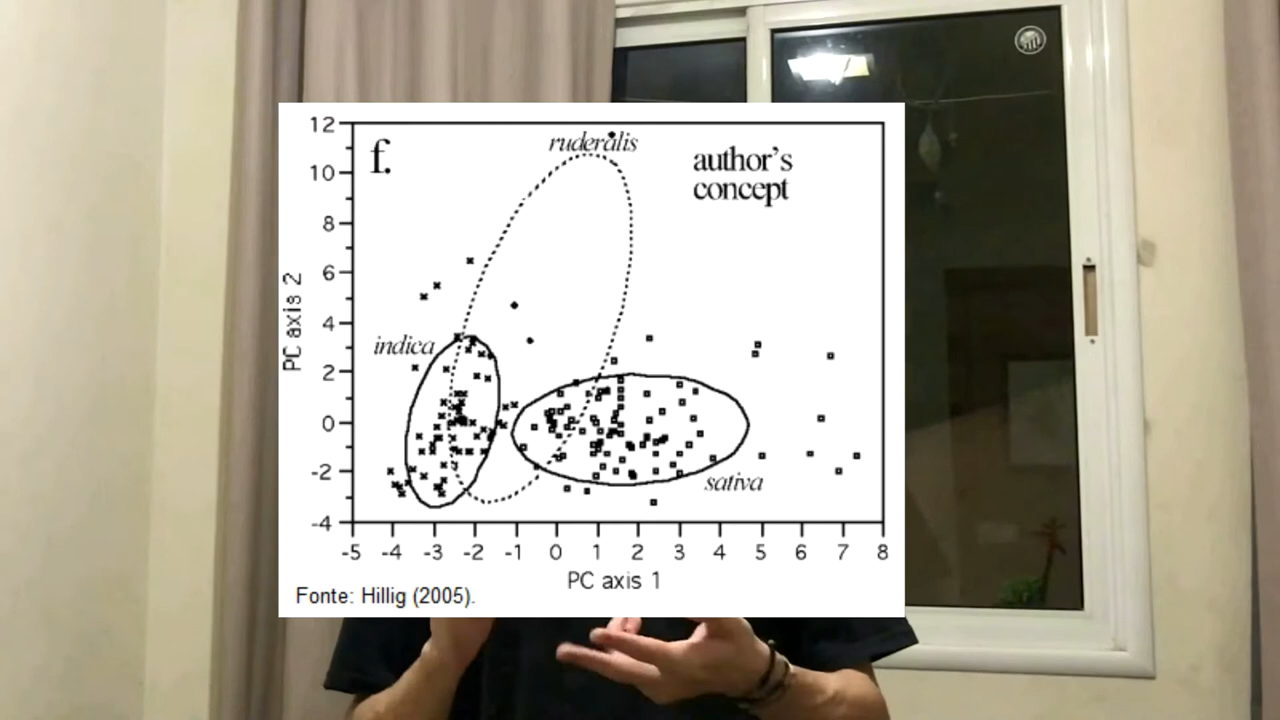 12
10
8
6
4
2
0
-2
-4
PC axis 2
f.
ruderalis
author's
concept
indica
sativa
-5 -4 -3 -2 -1 0 1 2 3 4 5 6 7 8
PC axis 1
Fonte: Hillig (2005).